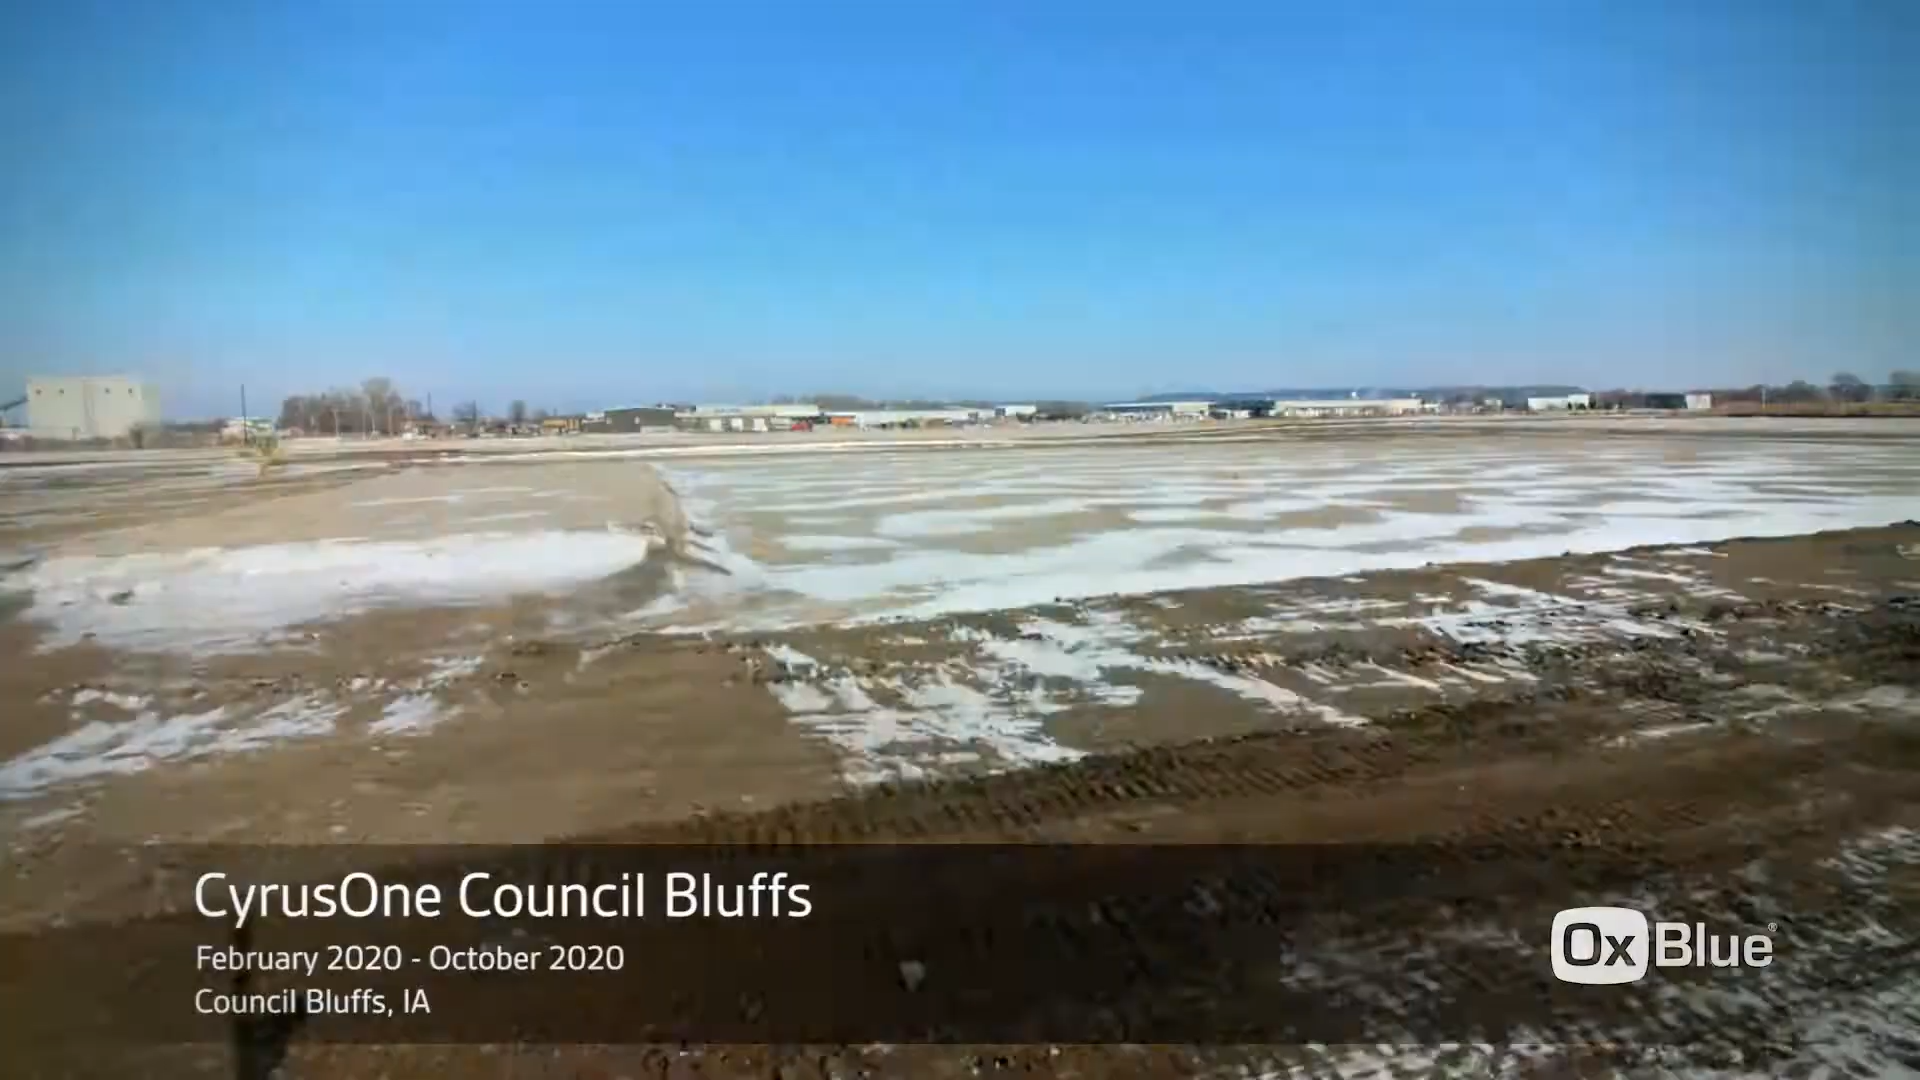 CyrusOne Council Bluffs
February 2020 - October 2020
Council Bluffs, IA
OxBlue®